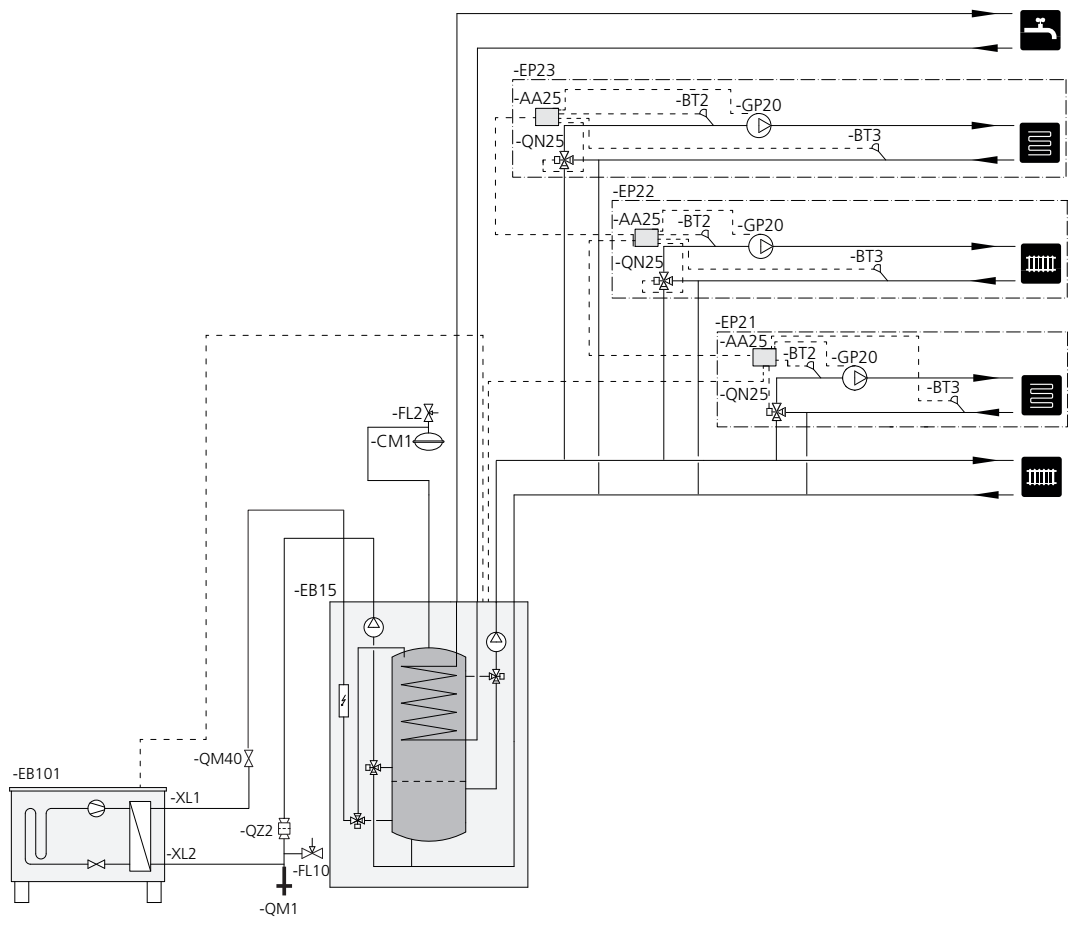 -EP23
-AA25
-BT2
-GP20
-BT3
-QN25
-EP22
-AA25
-BT2
-GP20
-BT3
-QN25
-EP21
-AA25
-BT2
-GP20
-BT3
-QN25
-FL2
-CM1
-EB15
-QM40
-EB101
-XL1
-QZ2
-XL2
-FL10
-QM1